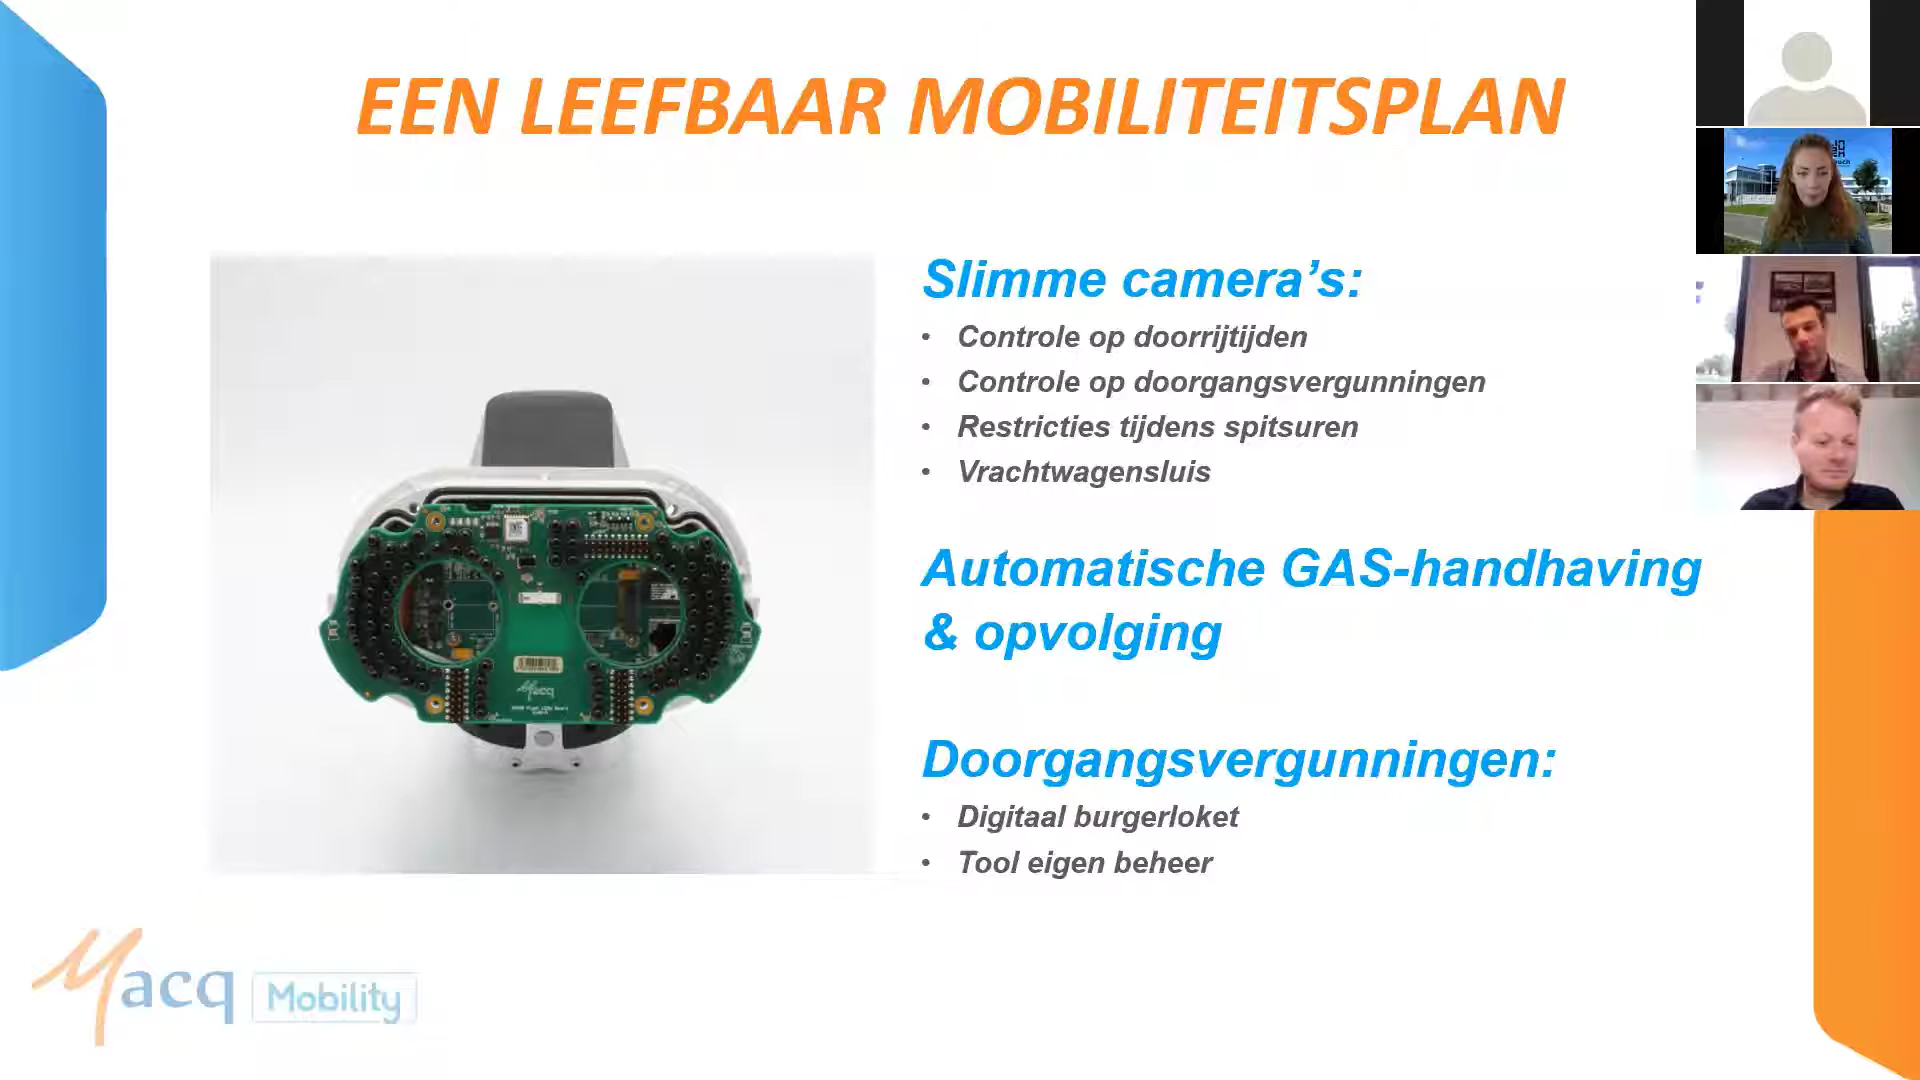 EEN LEEFBAAR MOBILITEITSPLAN
Slimme camera’s:
• Controle op doorrijtijden
• Controle op doorgangsvergunningen
• Restricties tijdens spitsuren
• Vrachtwagensluis
Automatische GAS-handhaving
& opvolging
Doorgangsvergunningen:
• Digitaal burgerloket
• Tool eigen beheer
Macq
Macq Mobility